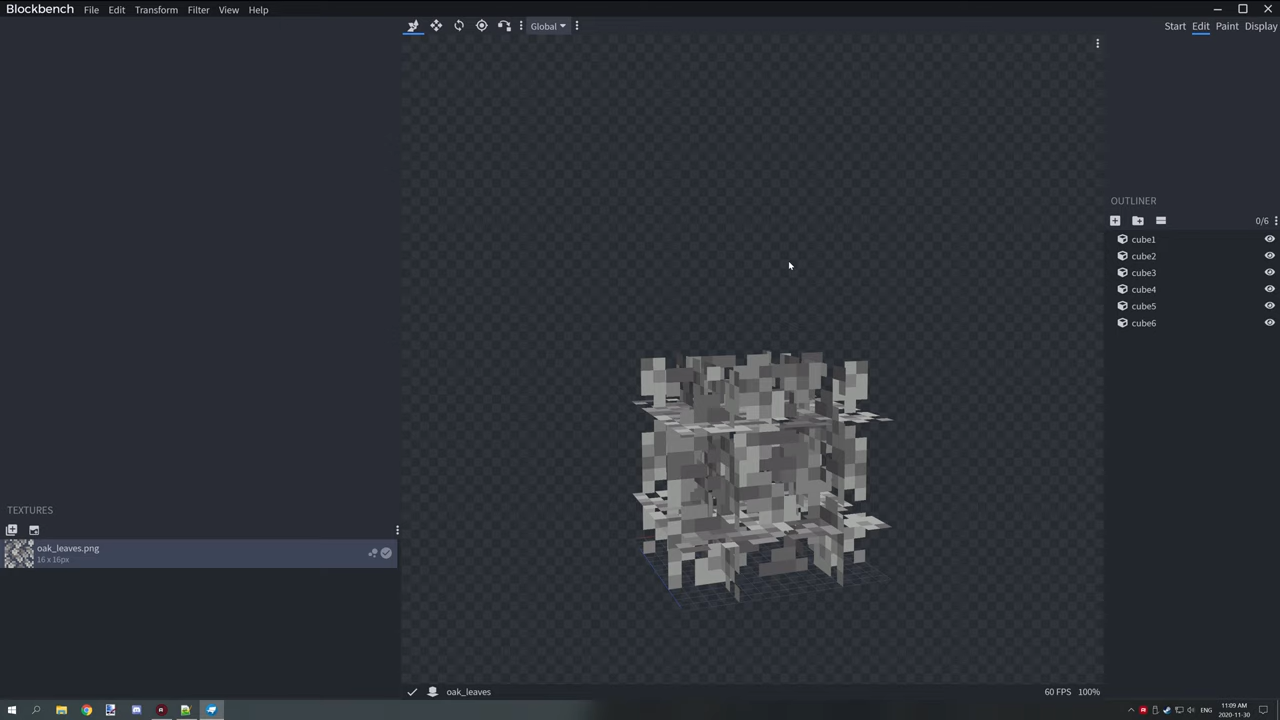 Blockbench File Edit Transform Filter View Help
Global Start Edit Paint Display
OUTLINER
0/6
cube1
cube2
cube3
cube4
cube5
cube6
TEXTURES
oak_leaves.png
16 x 16px
oak_leaves 60 FPS 100%
ENG 11:09 AM
2020-11-30